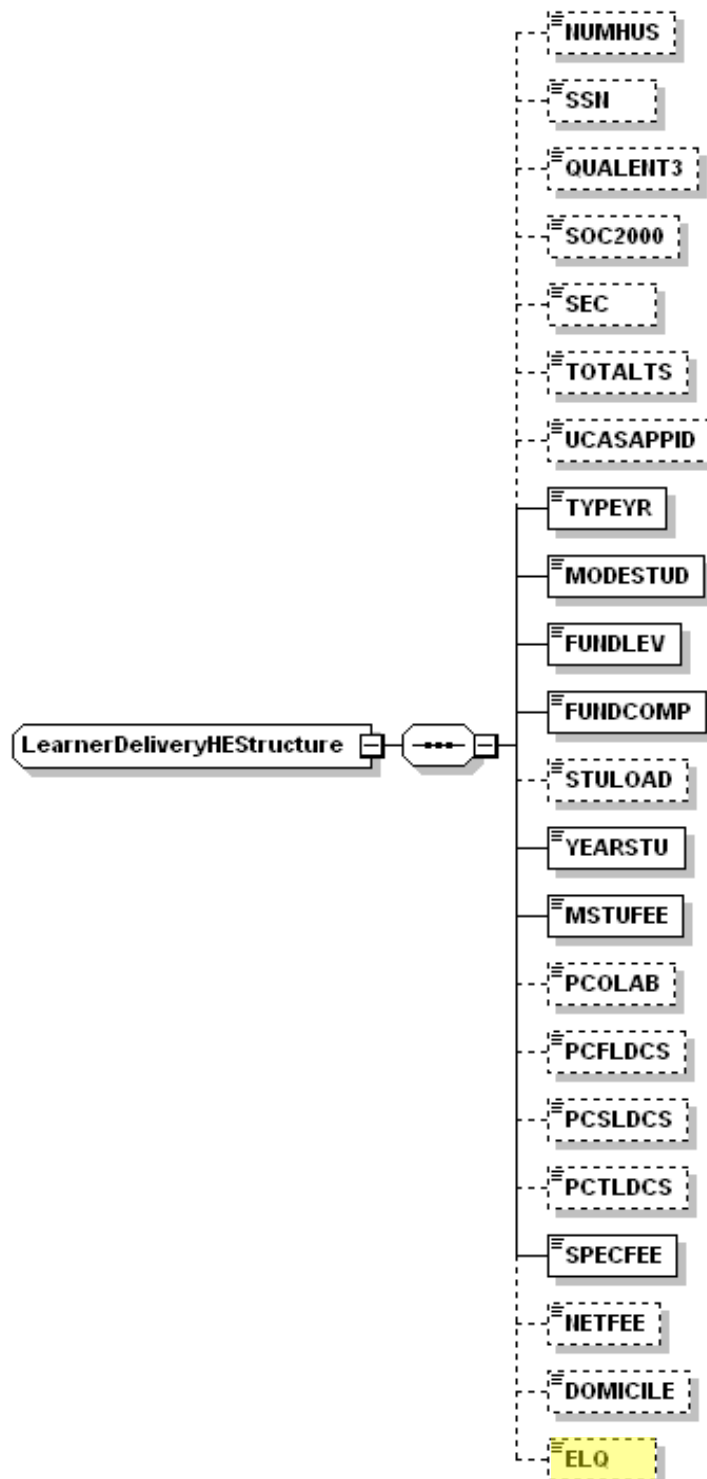 NUMHUS
SSN
QUALENT3
SOC2000
SEC
TOTALTS
UCASAPPID
TYPEYR
MODESTUD
FUNDLEV
FUNDCOMP
LearnerDeliveryHEStructure
STULOAD
YEARSTU
MSTUFEE
PCOLAB
PCFLDCS
PCSLDCS
PCTLDCS
SPECFEE
NETFEE
DOMICILE
ELQ